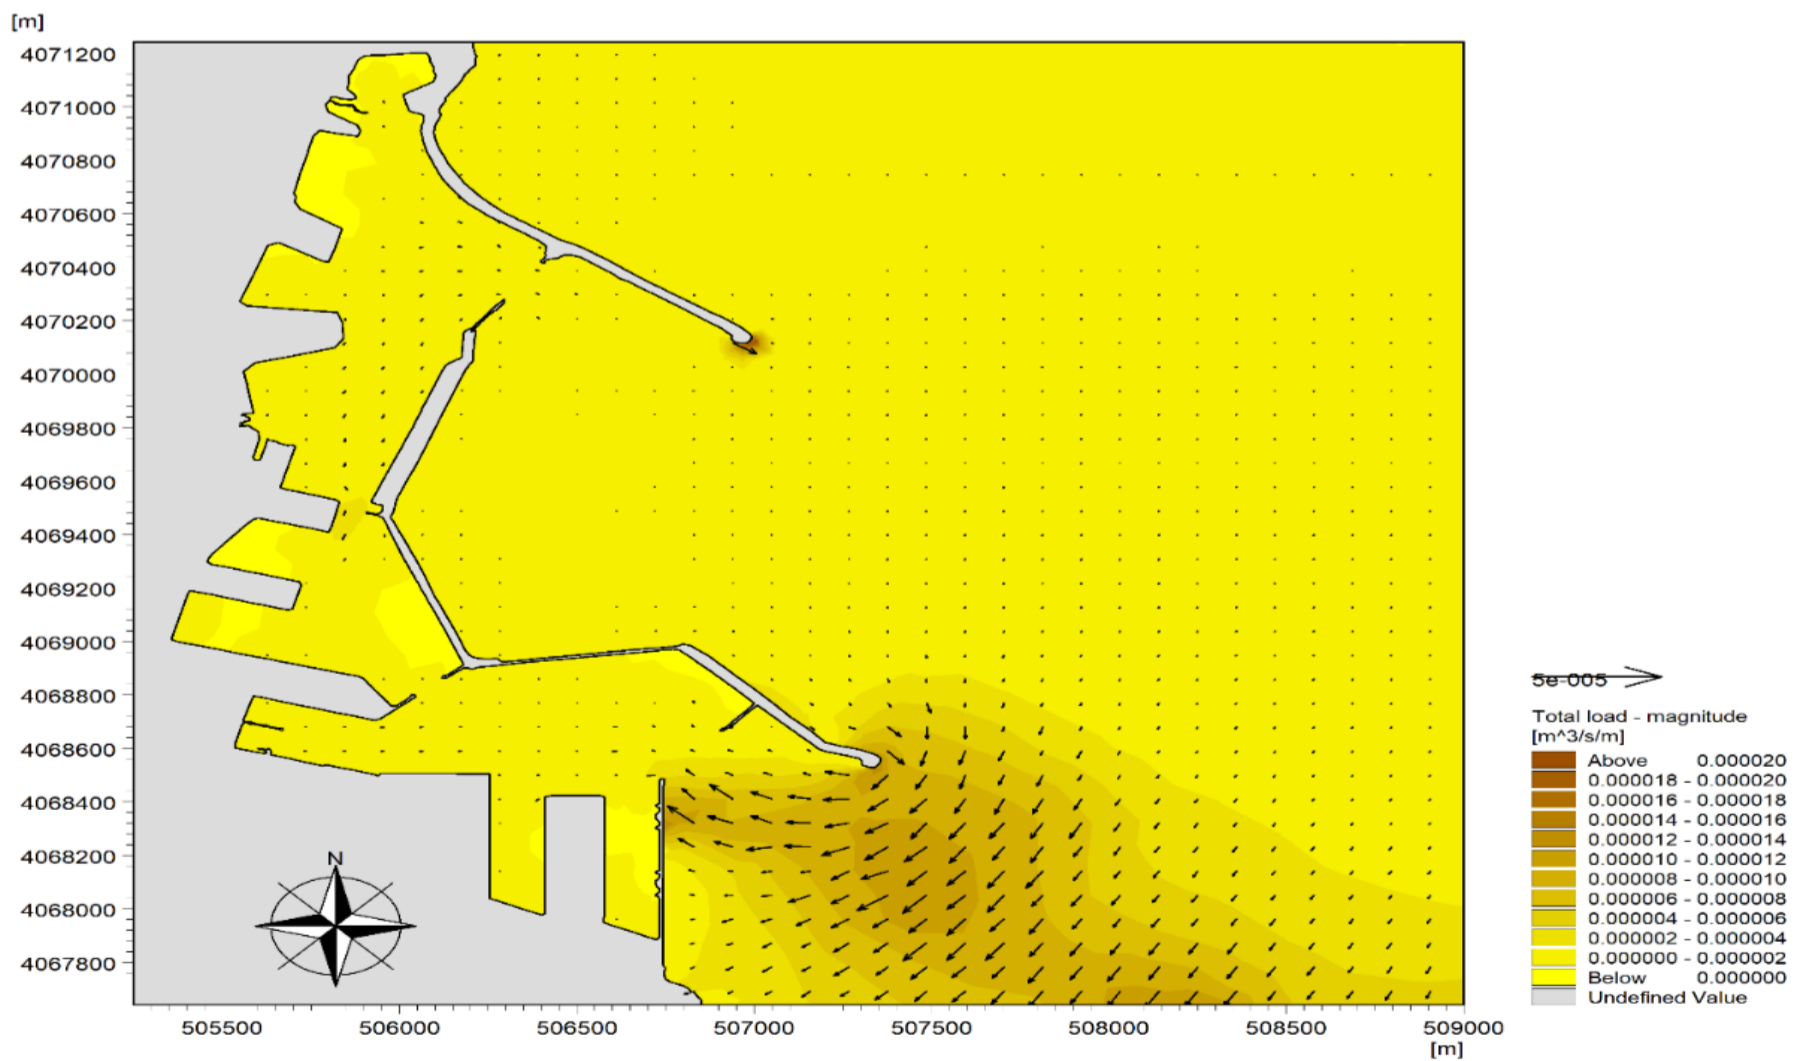 [m]
4071200
4071000
4070800
4070600
4070400
4070200
4070000
4069800
4069600
4069400
4069200
4069000
4068800
4068600
4068400
4068200
4068000
4067800
N
505500 506000 506500 507000 507500 508000 508500 509000
[m]
5e-005
Total load - magnitude
[m^3/s/m]
Above 0.000020
0.000018 - 0.000020
0.000016 - 0.000018
0.000014 - 0.000016
0.000012 - 0.000014
0.000010 - 0.000012
0.000008 - 0.000010
0.000006 - 0.000008
0.000004 - 0.000006
0.000002 - 0.000004
0.000000 - 0.000002
Below 0.000000
Undefined Value